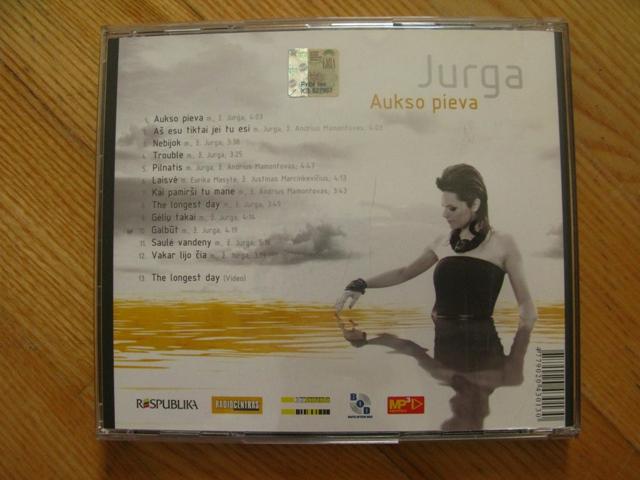 Jurga
Aukso pieva
1. Aukso pieva m., ž. Jurga, 4:03
2. Aš esu tiktai jei tu esi m. Jurga, ž. Andrius Mamontovas, 4:03
3. Nebijok m., ž. Jurga, 3:38
4. Trouble m., ž. Jurga, 3:25
5. Pilnatis m. Jurga, ž. Andrius Mamontovas, 4:47
6. Laisvė m. Eurika Masytė, ž. Justinas Marcinkevičius, 4:13
7. Kai pamirši tu mane m., ž. Andrius Mamontovas, 3:43
8. The longest day m., ž. Jurga, 3:45
9. Gėlių takai m., ž. Jurga, 4:14
10. Galbūt m., ž. Jurga, 4:19
11. Saulė vandeny m., ž. Jurga,
12. Vakar lijo čia m., ž. Jurga,
13. The longest day (Video)
RESPUBLIKA
RADIOCENTRAS
BOD
MP3
4779020430130